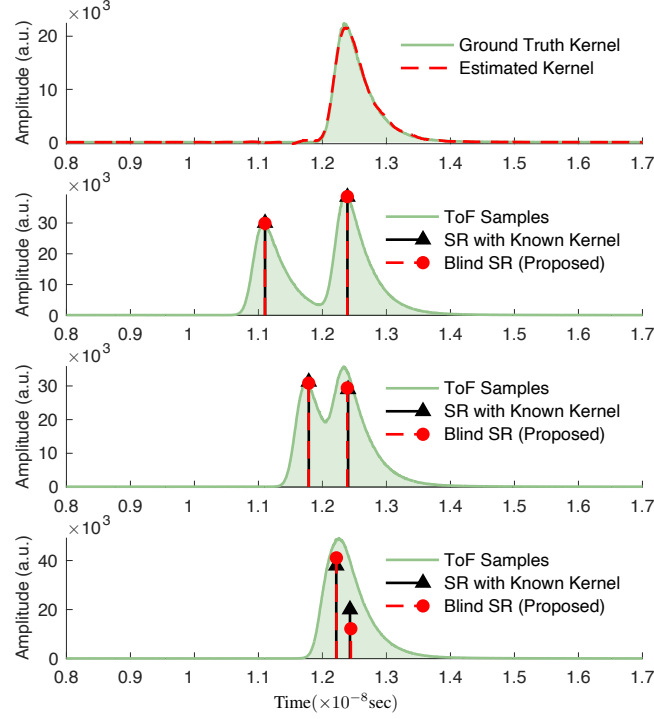 ×10³
20
10
0
Amplitude (a.u.)
Ground Truth Kernel
Estimated Kernel
0.8 0.9 1 1.1 1.2 1.3 1.4 1.5 1.6 1.7
×10³
30
20
10
0
Amplitude (a.u.)
ToF Samples
SR with Known Kernel
Blind SR (Proposed)
0.8 0.9 1 1.1 1.2 1.3 1.4 1.5 1.6 1.7
×10³
30
20
10
0
Amplitude (a.u.)
ToF Samples
SR with Known Kernel
Blind SR (Proposed)
0.8 0.9 1 1.1 1.2 1.3 1.4 1.5 1.6 1.7
×10³
40
20
0
Amplitude (a.u.)
ToF Samples
SR with Known Kernel
Blind SR (Proposed)
0.8 0.9 1 1.1 1.2 1.3 1.4 1.5 1.6 1.7
Time(×10⁻⁸sec)